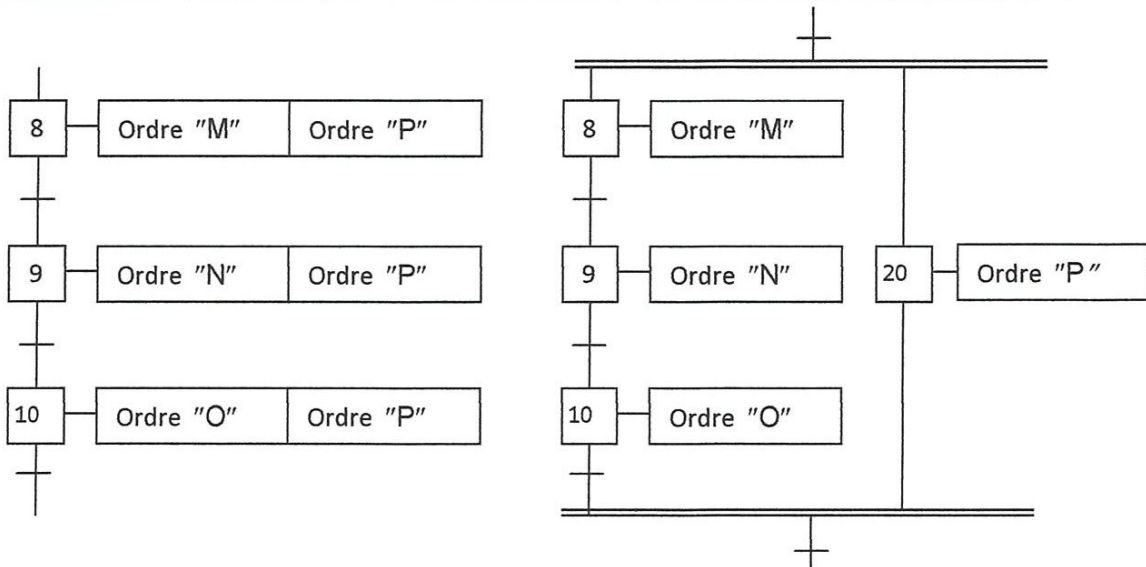 8 Ordre "M" Ordre "P"
9 Ordre "N" Ordre "P"
10 Ordre "O" Ordre "P"
8 Ordre "M"
9 Ordre "N"
20 Ordre "P"
10 Ordre "O"